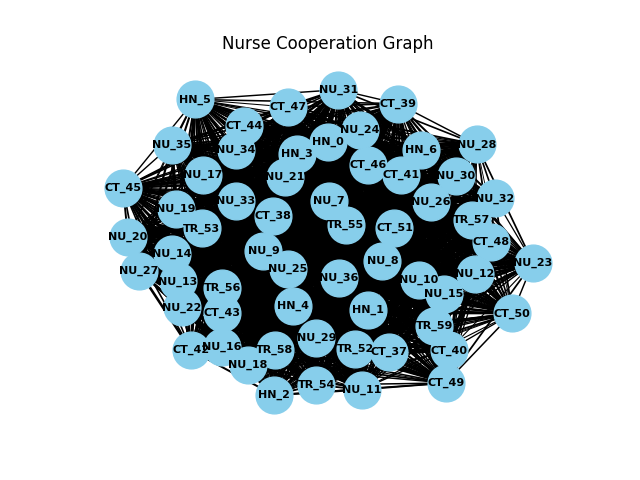 Nurse Cooperation Graph
NU_31
HN_5
CT_39
CT_47
CT_44
NU_24
HN_0
NU_35
NU_28
NU_34
HN_6
HN_3
CT_46
NU_17
CT_41
NU_30
NU_21
CT_45
NU_32
NU_33
NU_7
NU_26
NU_19
CT_38
TR_57
TR_55
TR_53
CT_51
NU_20
CT_48
NU_9
NU_14
NU_8
NU_23
NU_27
NU_25
NU_12
NU_36
NU_10
NU_13
TR_56
NU_15
HN_4
NU_22
HN_1
CT_43
CT_50
TR_59
NU_29
NU_16
CT_42
TR_58
TR_52
CT_37
CT_40
NU_18
CT_49
TR_54
NU_11
HN_2